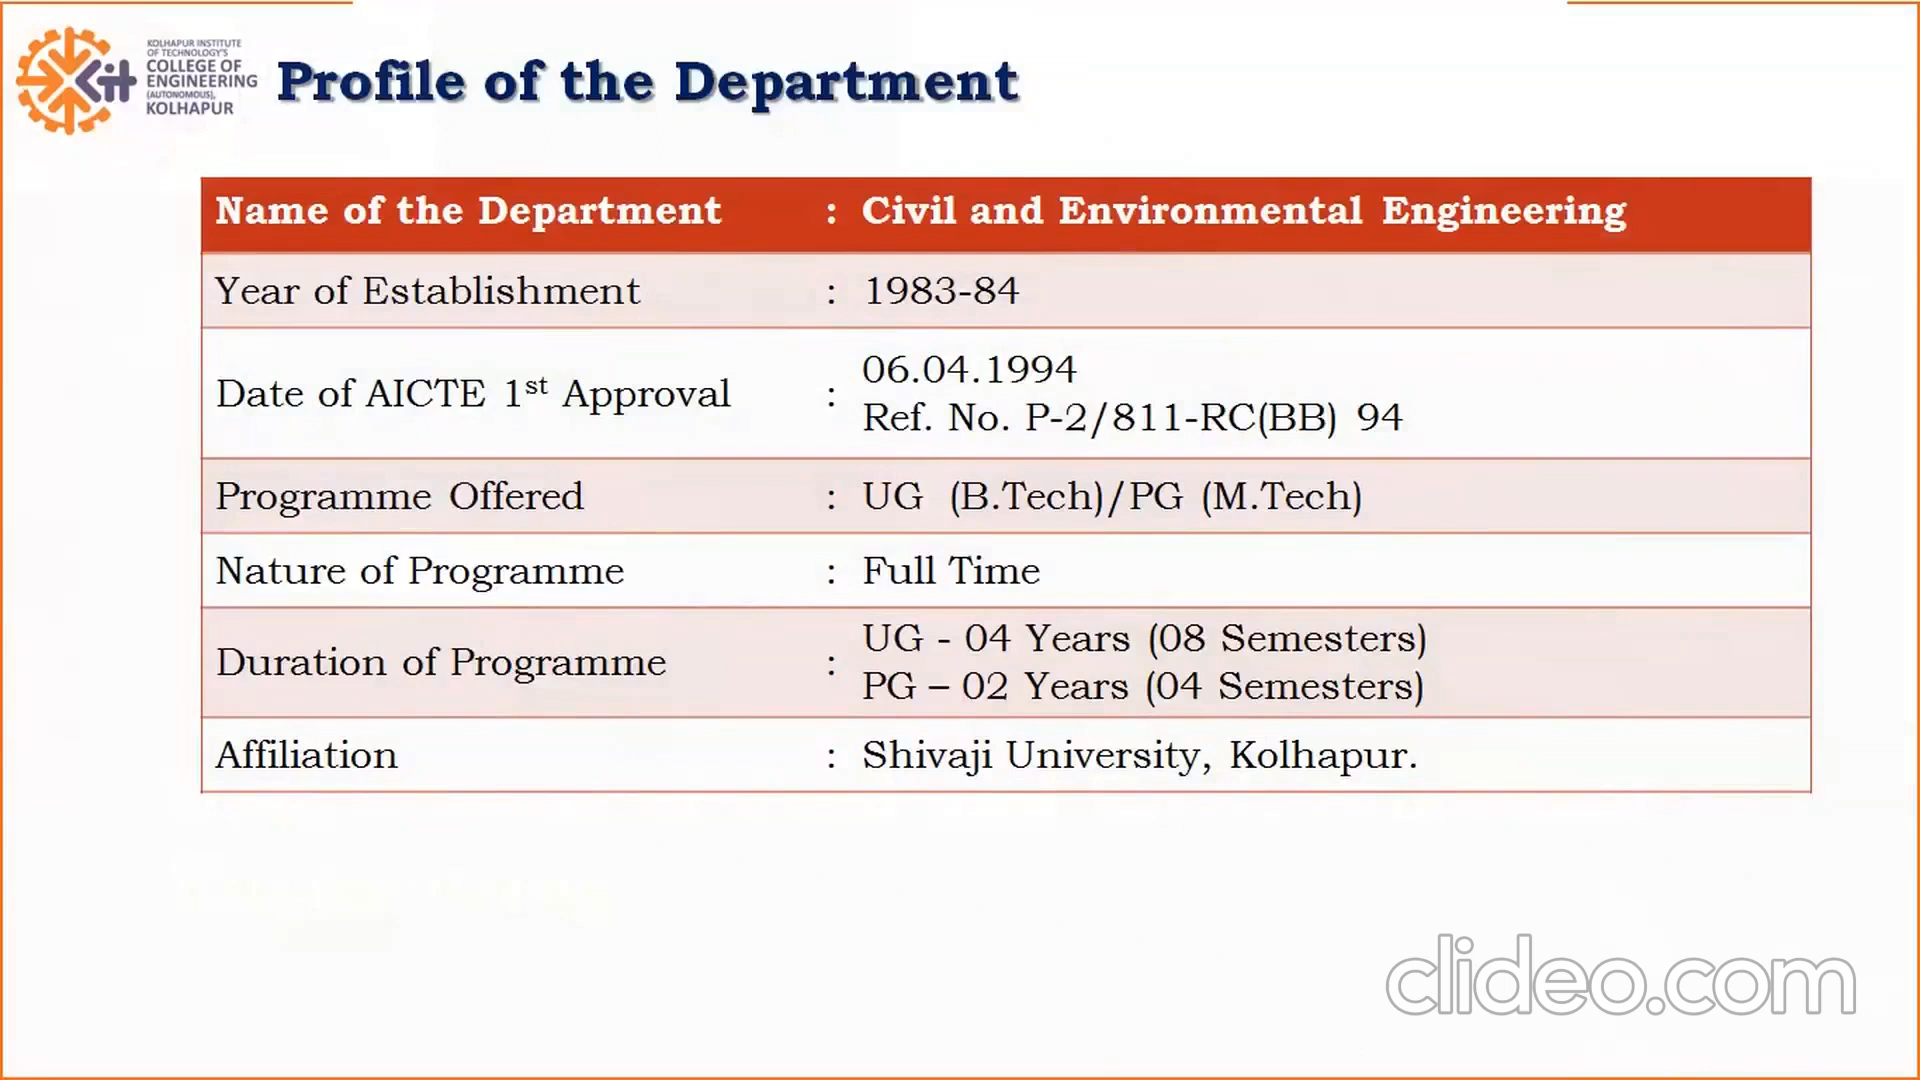 KOLHAPUR INSTITUTE
OF TECHNOLOGY'S
COLLEGE OF
ENGINEERING
(AUTONOMOUS),
KOLHAPUR
Kit
Profile of the Department
Name of the Department : Civil and Environmental Engineering
Year of Establishment : 1983-84
Date of AICTE 1st Approval : 06.04.1994
Ref. No. P-2/811-RC(BB) 94
Programme Offered : UG (B.Tech)/PG (M.Tech)
Nature of Programme : Full Time
Duration of Programme : UG - 04 Years (08 Semesters)
PG – 02 Years (04 Semesters)
Affiliation : Shivaji University, Kolhapur.
clideo.com